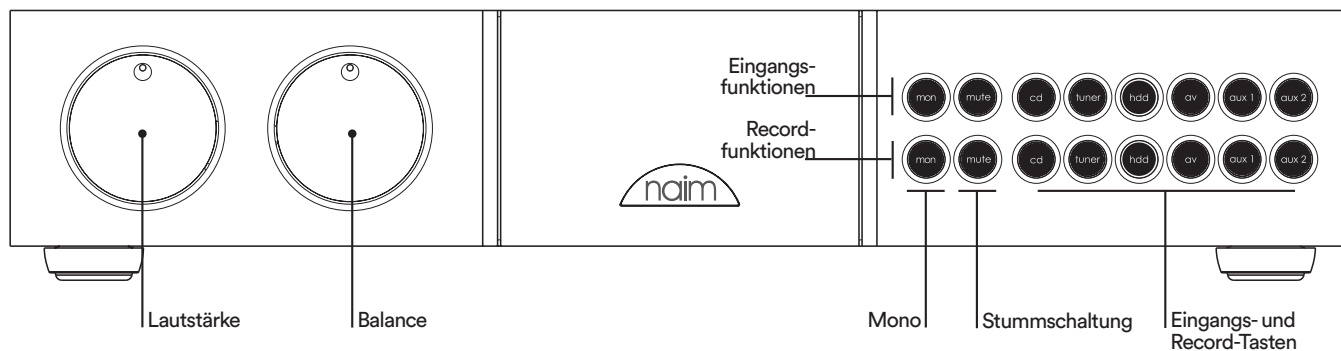 Eingangs-
funktionen
mon mute cd tuner hdd av aux 1 aux 2
Record-
funktionen
mon mute cd tuner hdd av aux 1 aux 2
naim
Lautstärke
Balance
Mono
Stummschaltung
Eingangs- und
Record-Tasten